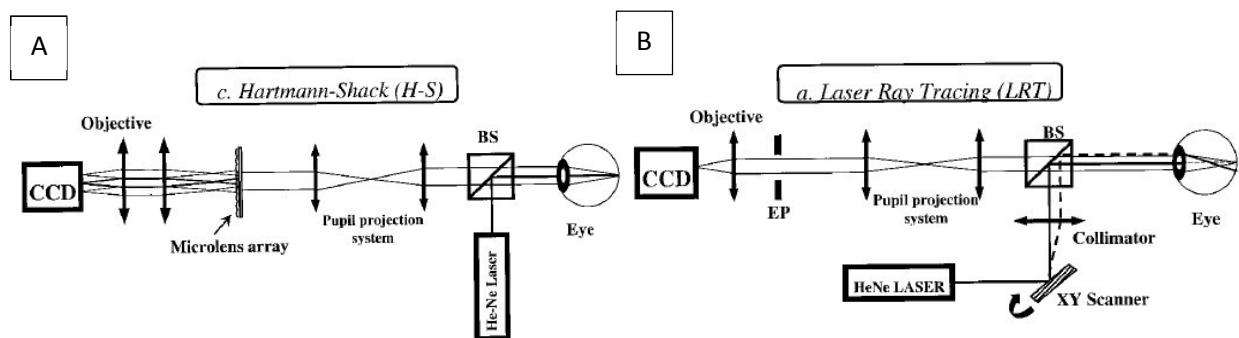 A
c. Hartmann-Shack (H-S)
Objective
BS
CCD
Pupil projection
system
Microlens array
Eye
He-Ne Laser
B
a. Laser Ray Tracing (LRT)
Objective
BS
CCD
EP
Pupil projection
system
Eye
Collimator
HeNe LASER
XY Scanner